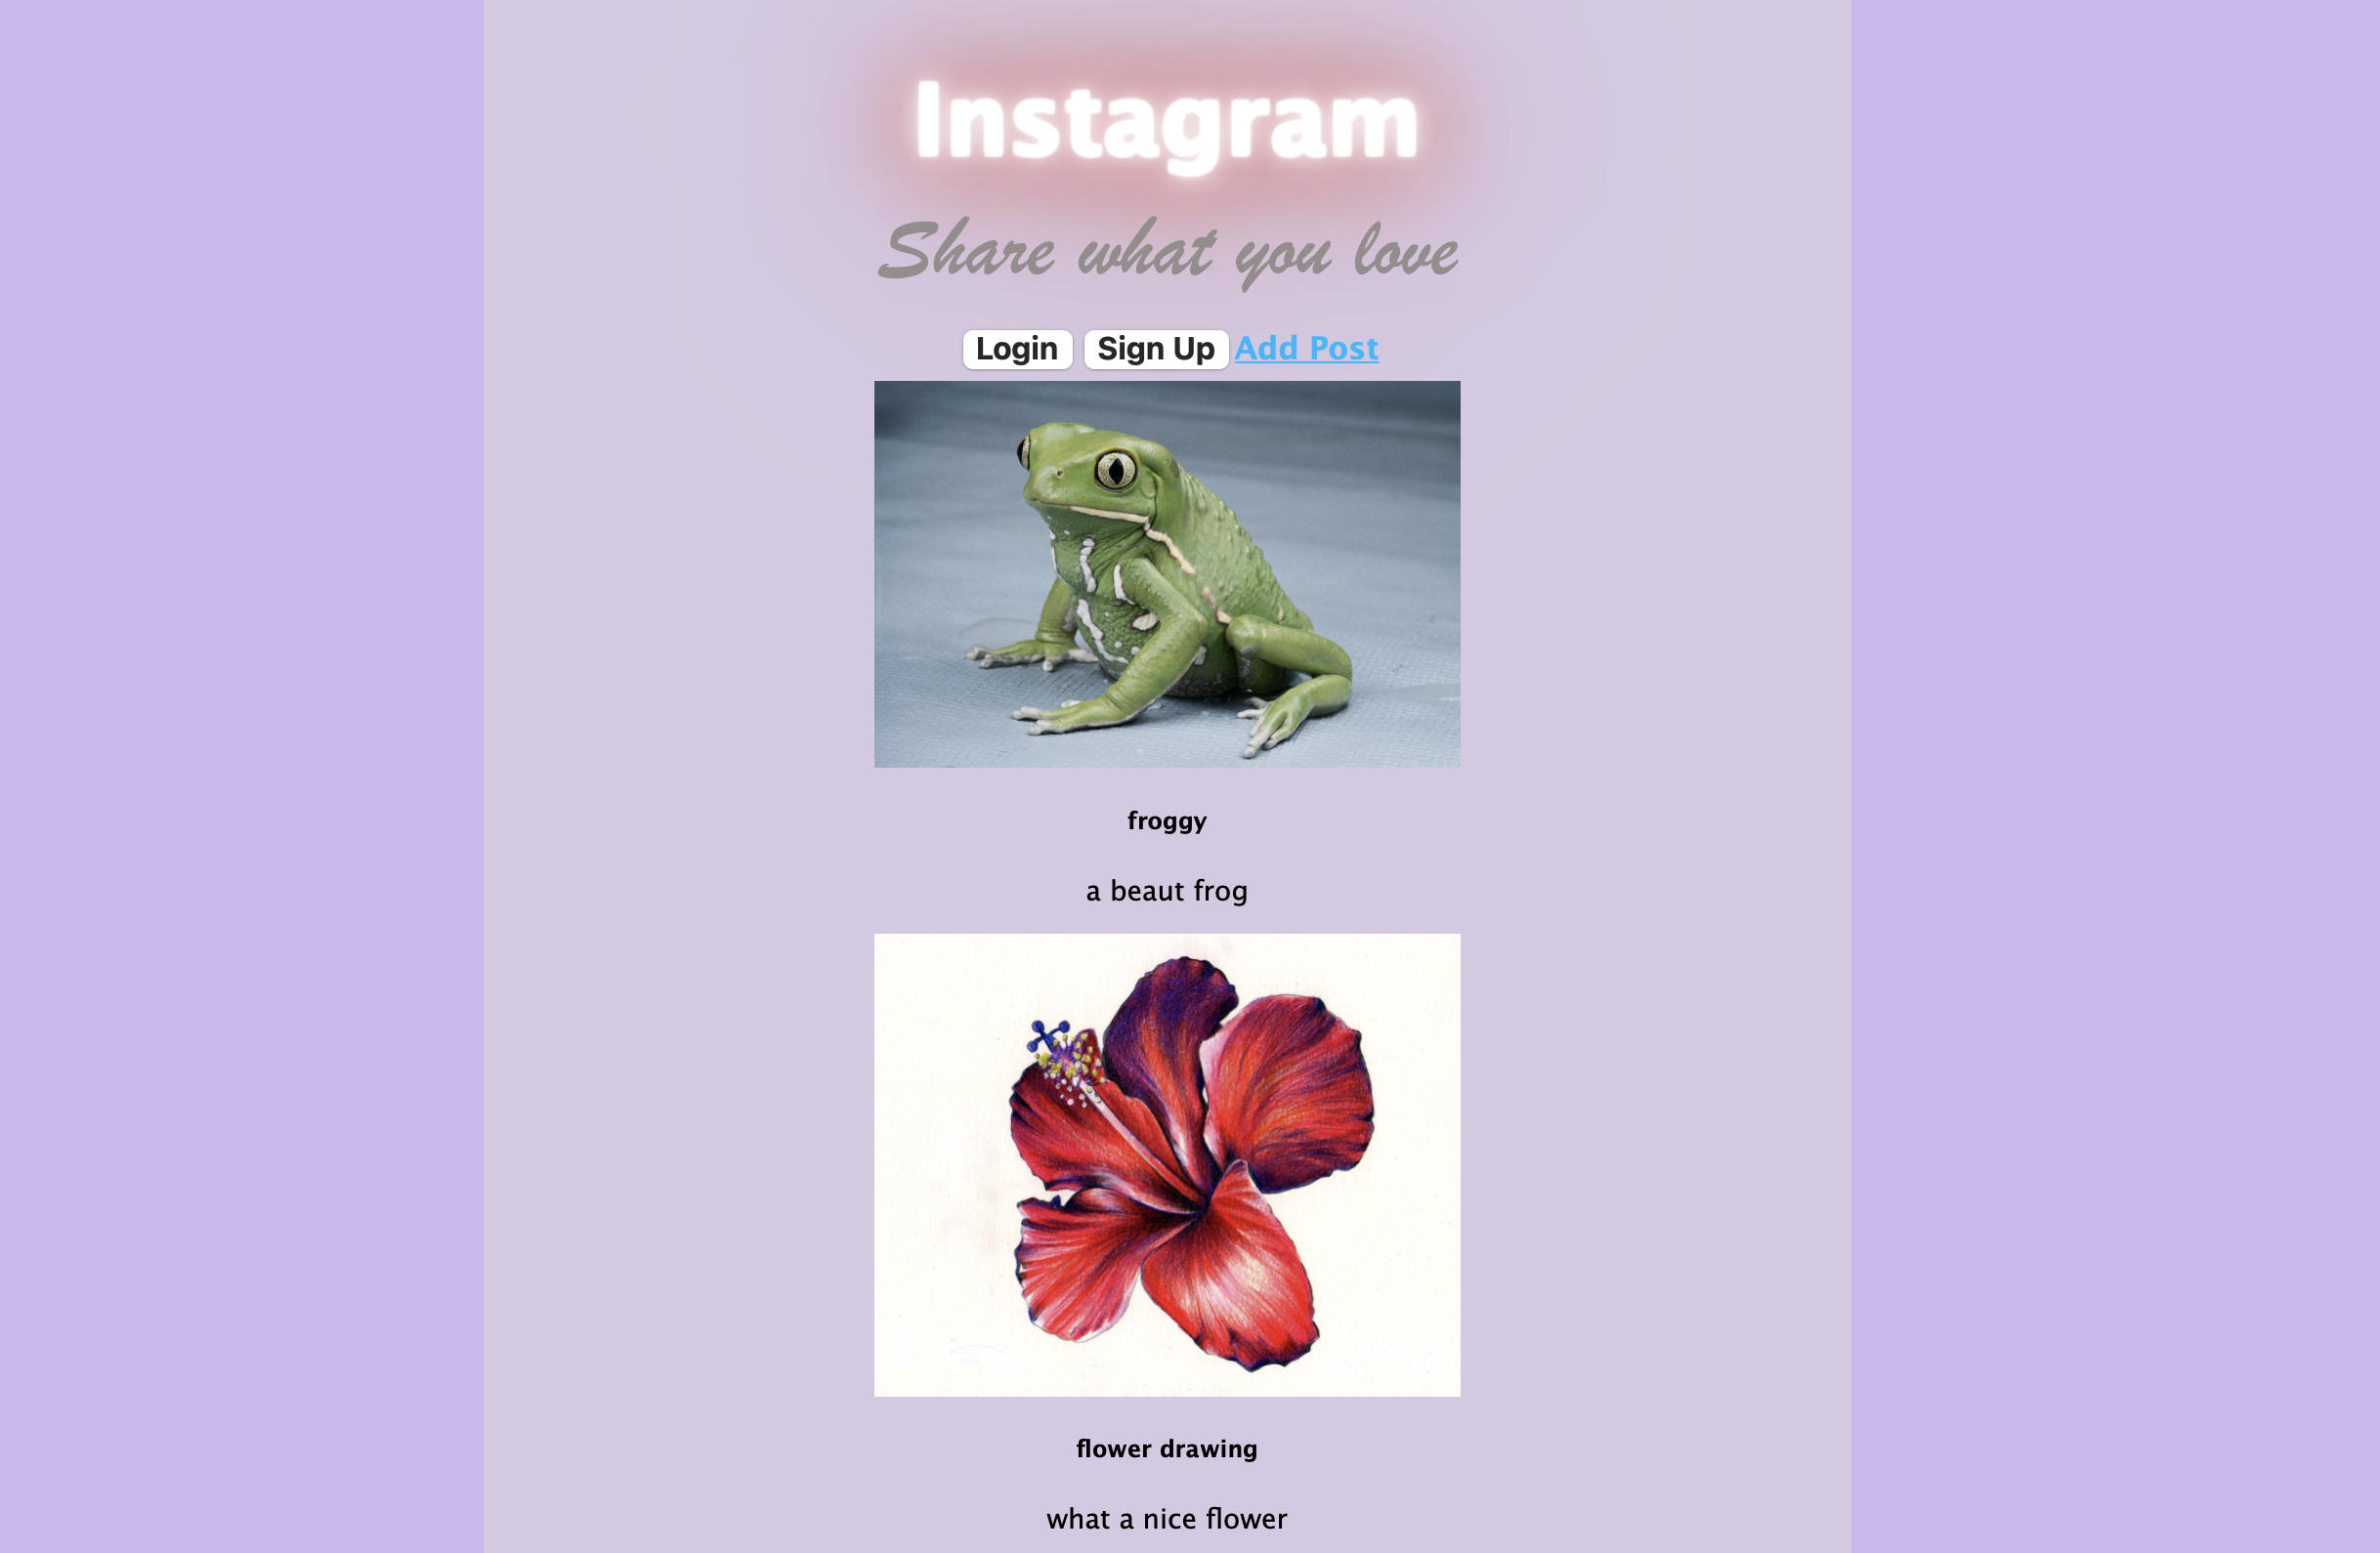 Instagram
Share what you love
Login Sign Up Add Post
froggy
a beaut frog
flower drawing
what a nice flower